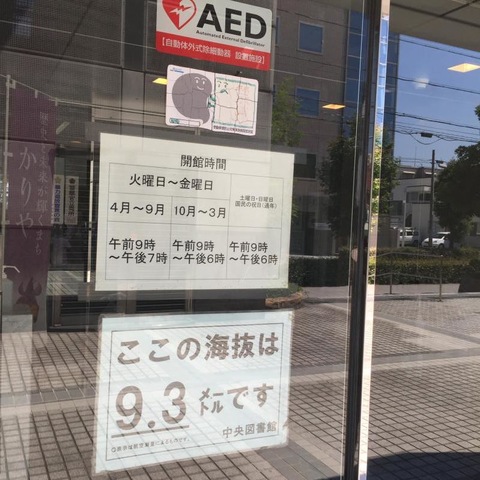 AED
Automated External Defibrillator
【自動体外式除細動器 設置施設】
開館時間
火曜日～金曜日
土曜日・日曜日
国民の祝日(通年)
4月～9月
10月～3月
午前9時
～午後7時
午前9時
～午後6時
午前9時
～午後6時
ここの海抜は
9.3メートルです
中央図書館
かりや